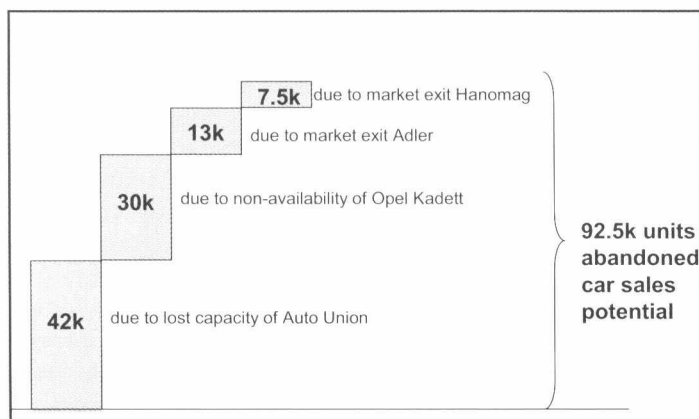 7.5k due to market exit Hanomag
13k due to market exit Adler
30k due to non-availability of Opel Kadett
92.5k units
abandoned
car sales
potential
42k due to lost capacity of Auto Union